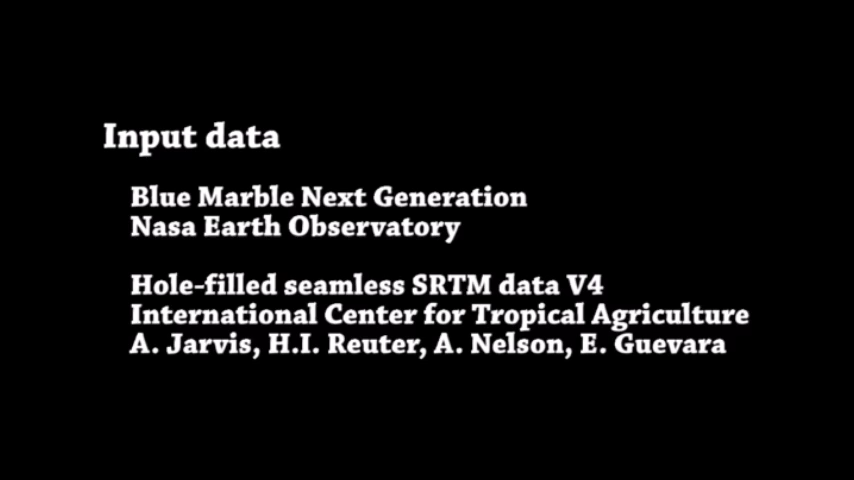 Input data
Blue Marble Next Generation
Nasa Earth Observatory
Hole-filled seamless SRTM data V4
International Center for Tropical Agriculture
A. Jarvis, H.I. Reuter, A. Nelson, E. Guevara